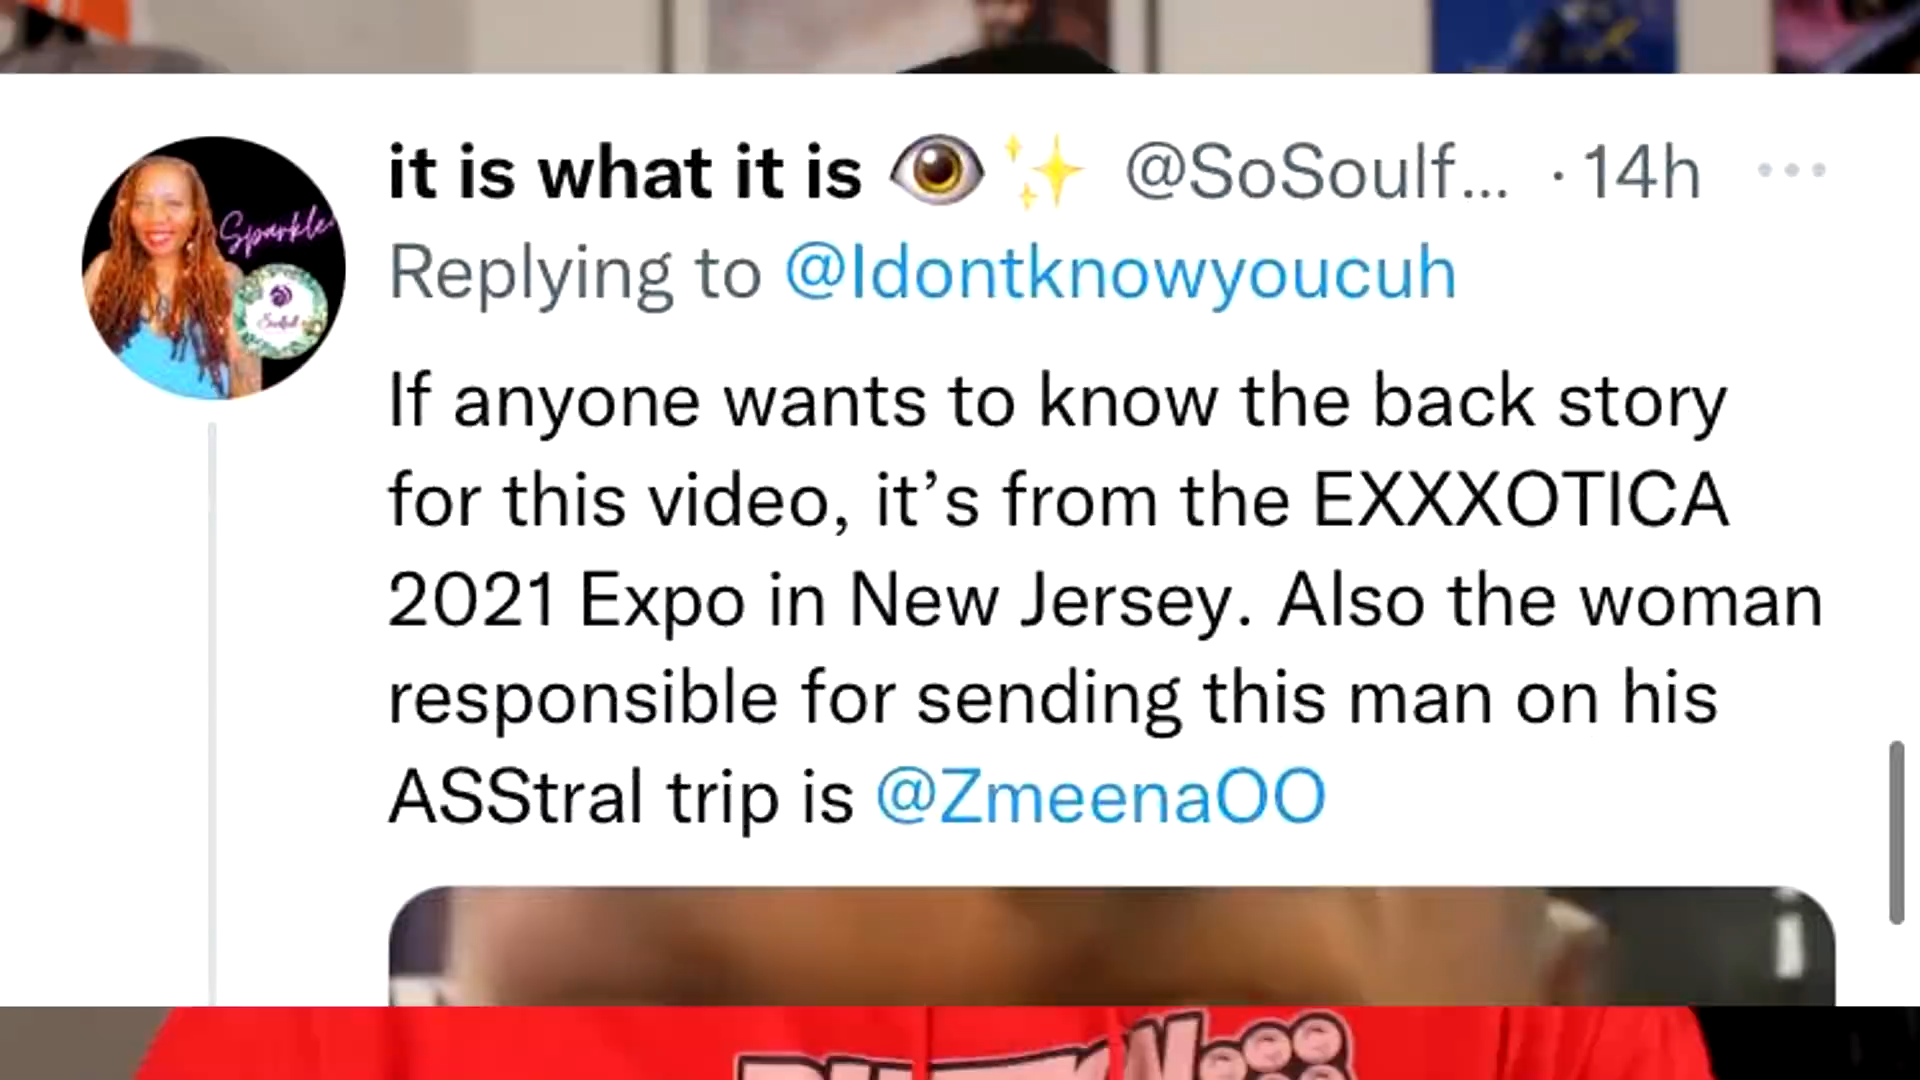 it is what it is 👁️✨ @SoSoulf... · 14h
Replying to @Idontknowyoucuh
If anyone wants to know the back story
for this video, it’s from the EXXXOTICA
2021 Expo in New Jersey. Also the woman
responsible for sending this man on his
ASStral trip is @ZmeenaOO
Sparkle
Soulful